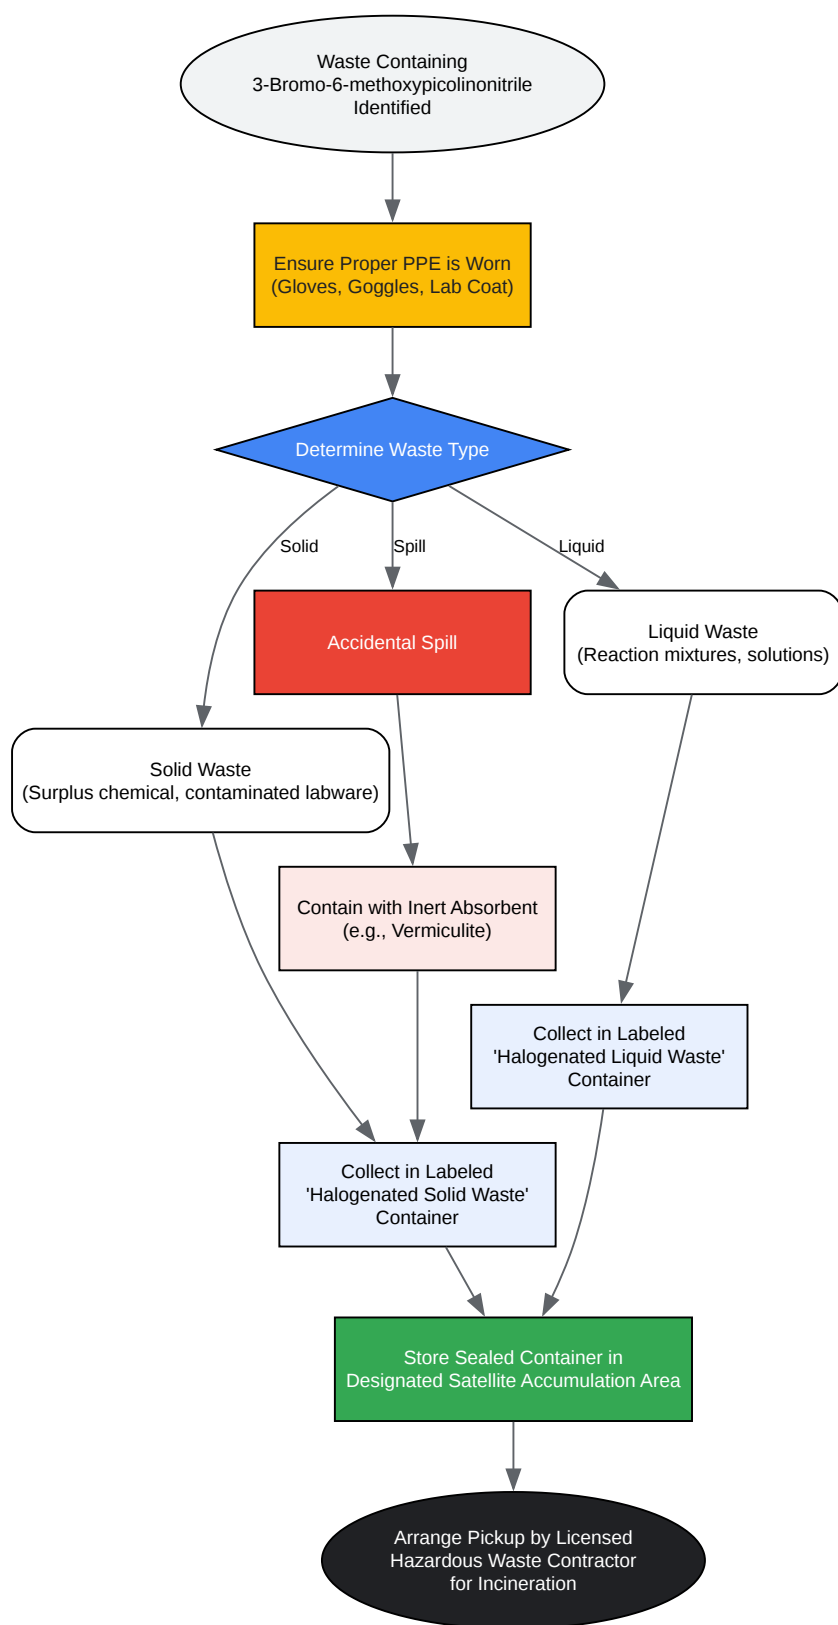 Waste Containing
3-Bromo-6-methoxypicolinonitrile
Identified
Ensure Proper PPE is Worn
(Gloves, Goggles, Lab Coat)
Determine Waste Type
Solid
Spill
Liquid
Accidental Spill
Liquid Waste
(Reaction mixtures, solutions)
Solid Waste
(Surplus chemical, contaminated labware)
Contain with Inert Absorbent
(e.g., Vermiculite)
Collect in Labeled
'Halogenated Liquid Waste'
Container
Collect in Labeled
'Halogenated Solid Waste'
Container
Store Sealed Container in
Designated Satellite Accumulation Area
Arrange Pickup by Licensed
Hazardous Waste Contractor
for Incineration